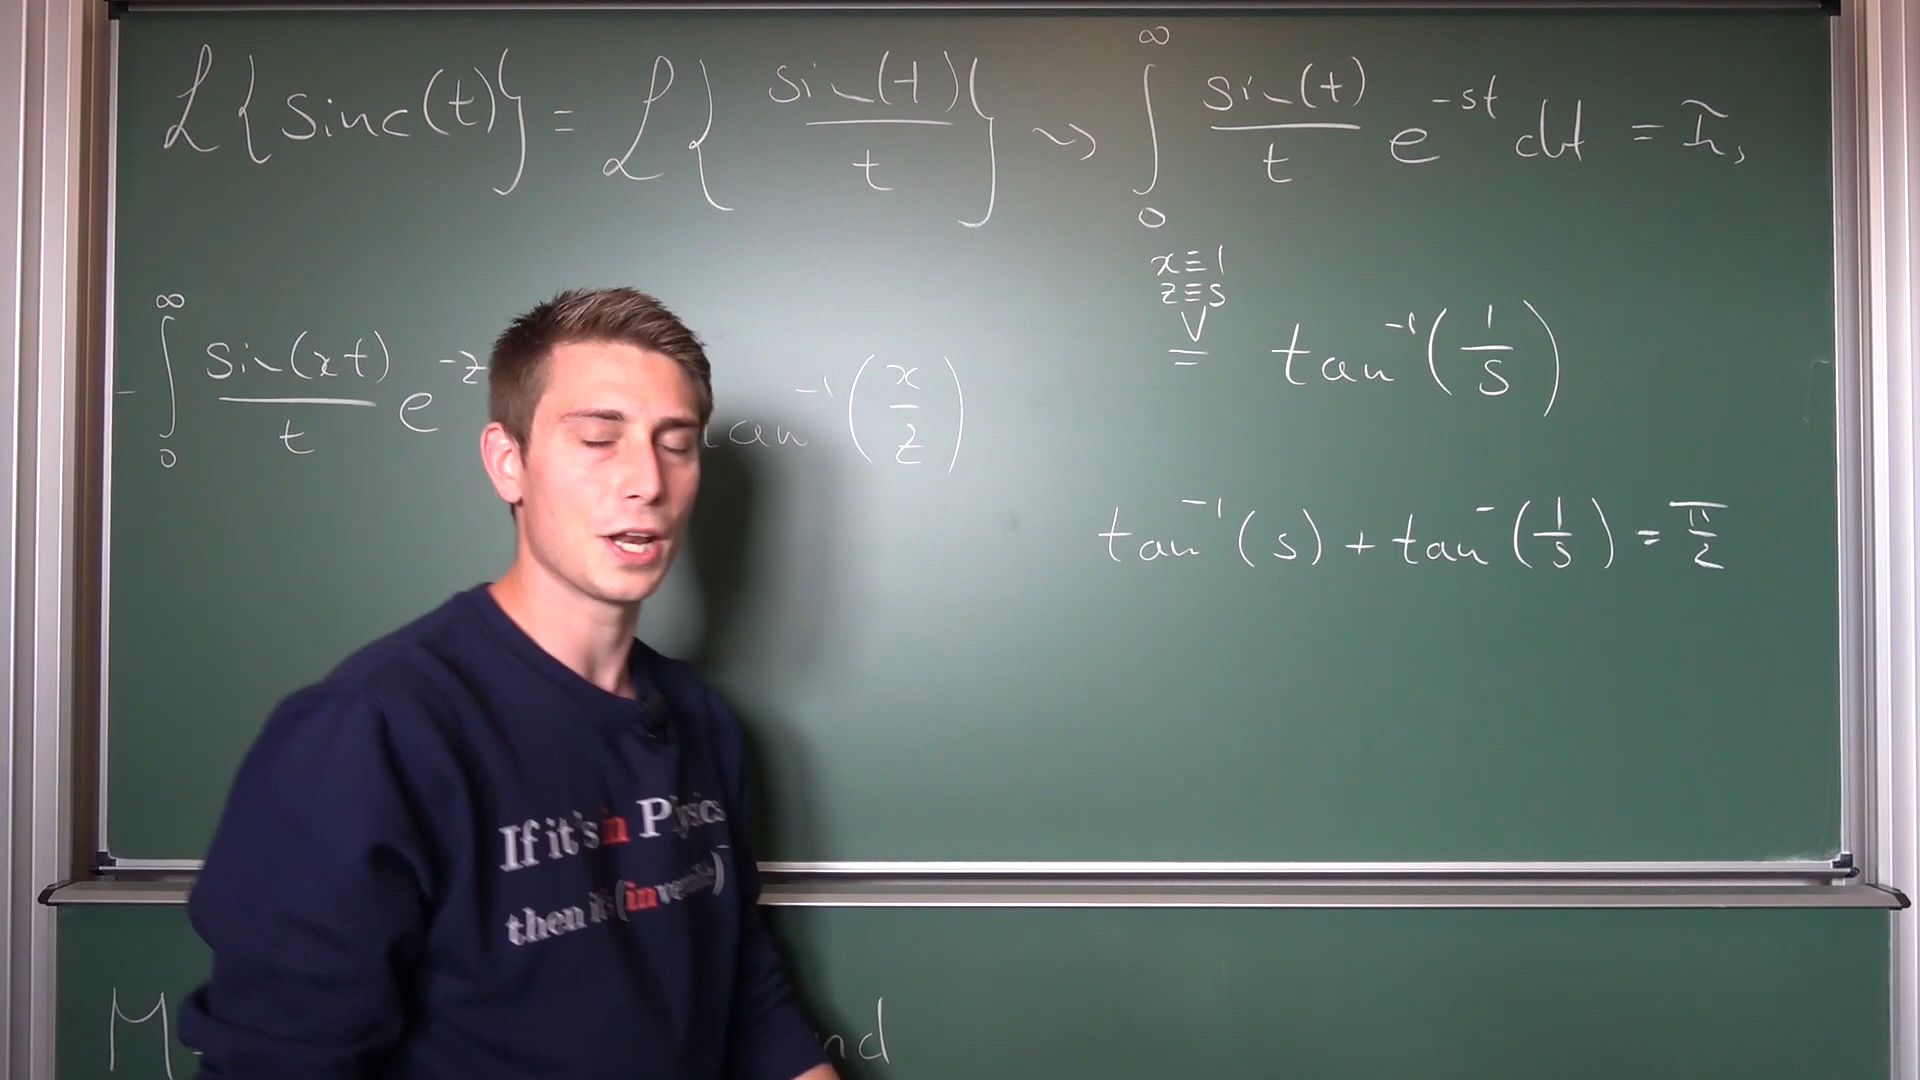 ℒ{sinc(t)} = ℒ{sin(t)/t} ⇝ ∫₀^∞ sin(t)/t e^(-st) dt = Ĩ,
x≡1
z≡s
∫₀^∞ sin(xt)/t e^(-z tan⁻¹(x/z)
= tan⁻¹(1/s)
tan⁻¹(s) + tan⁻(1/s) = π/2
If it's in Physics
then it's (invertible)⁻